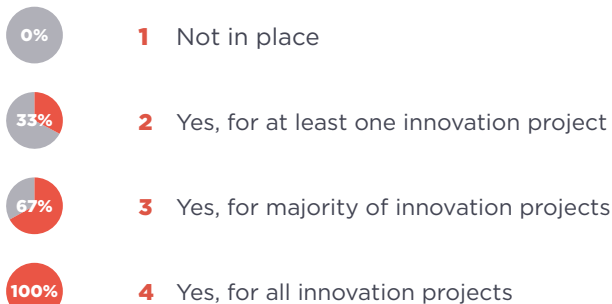 0% 1 Not in place
33% 2 Yes, for at least one innovation project
67% 3 Yes, for majority of innovation projects
100% 4 Yes, for all innovation projects